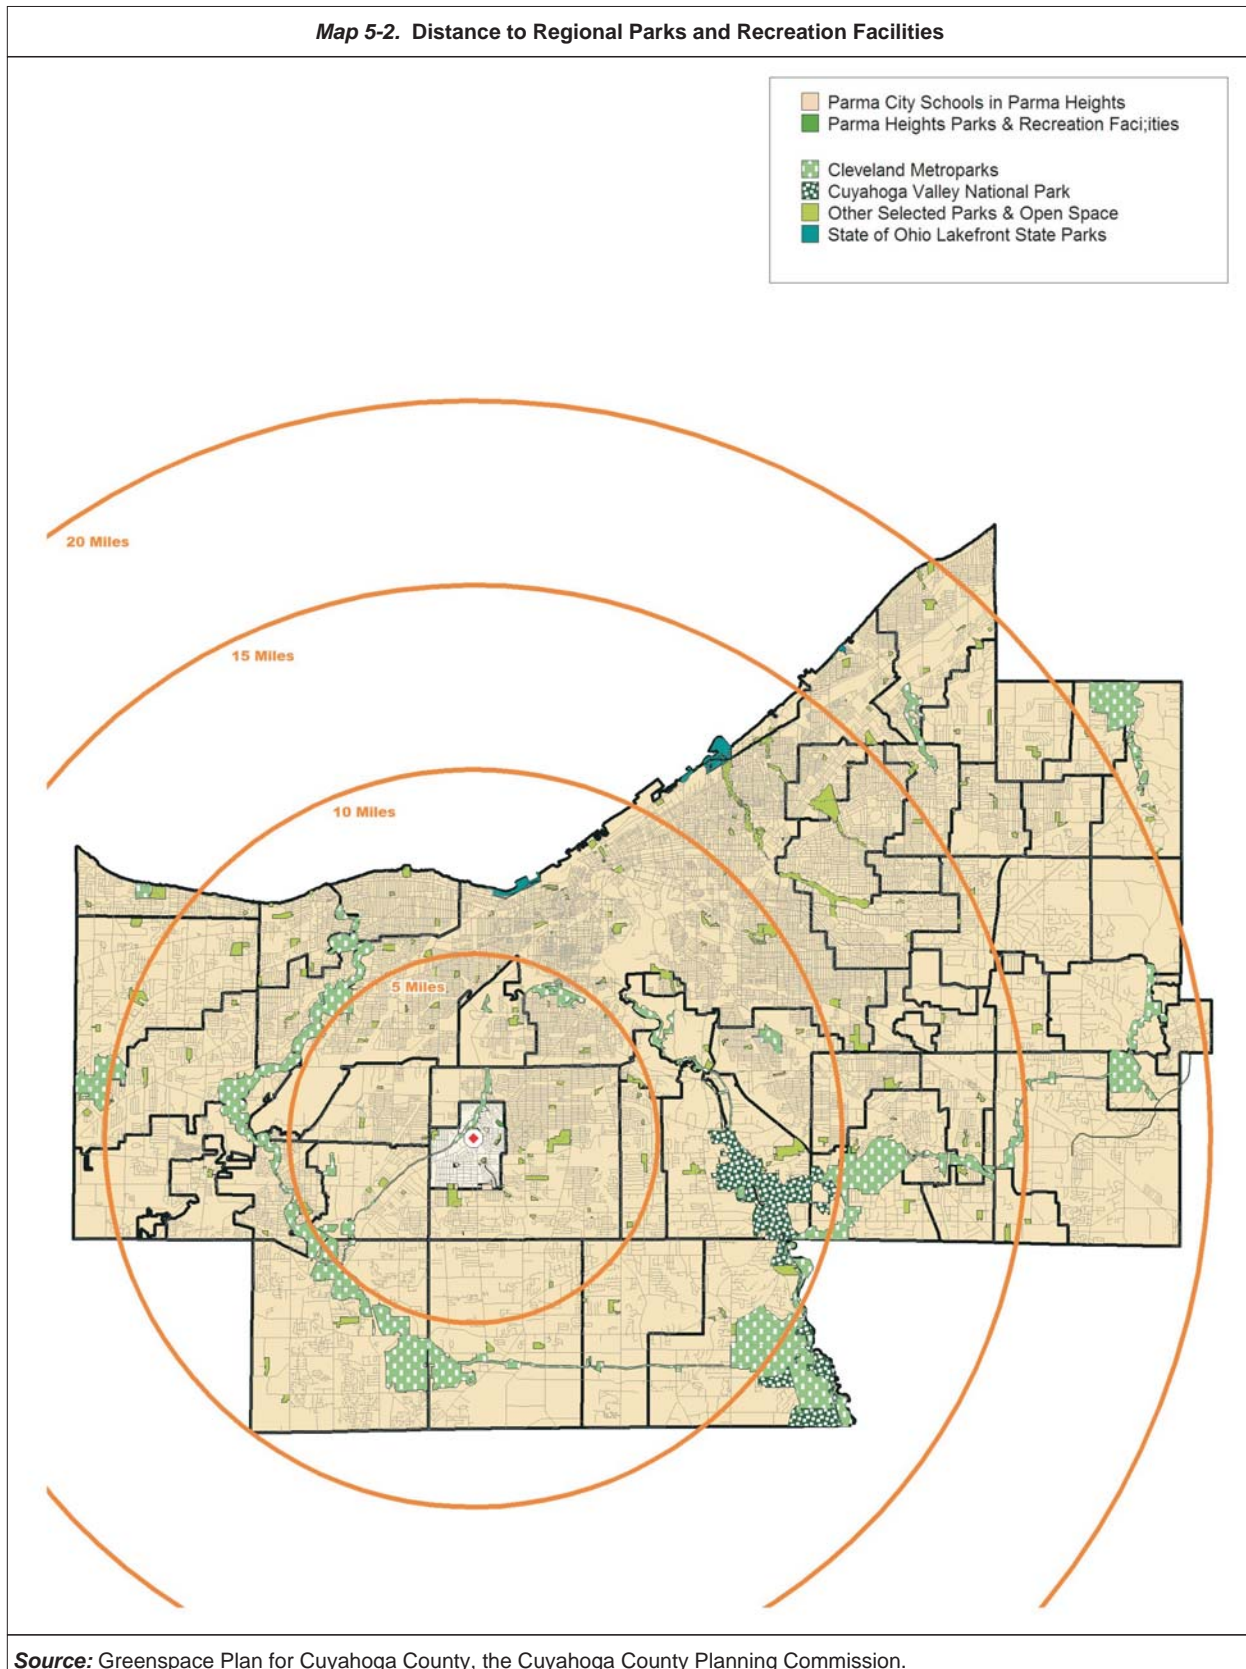 Map 5-2. Distance to Regional Parks and Recreation Facilities
Parma City Schools in Parma Heights
Parma Heights Parks & Recreation Faci;ities
Cleveland Metroparks
Cuyahoga Valley National Park
Other Selected Parks & Open Space
State of Ohio Lakefront State Parks
20 Miles
15 Miles
10 Miles
5 Miles
Source: Greenspace Plan for Cuyahoga County, the Cuyahoga County Planning Commission.